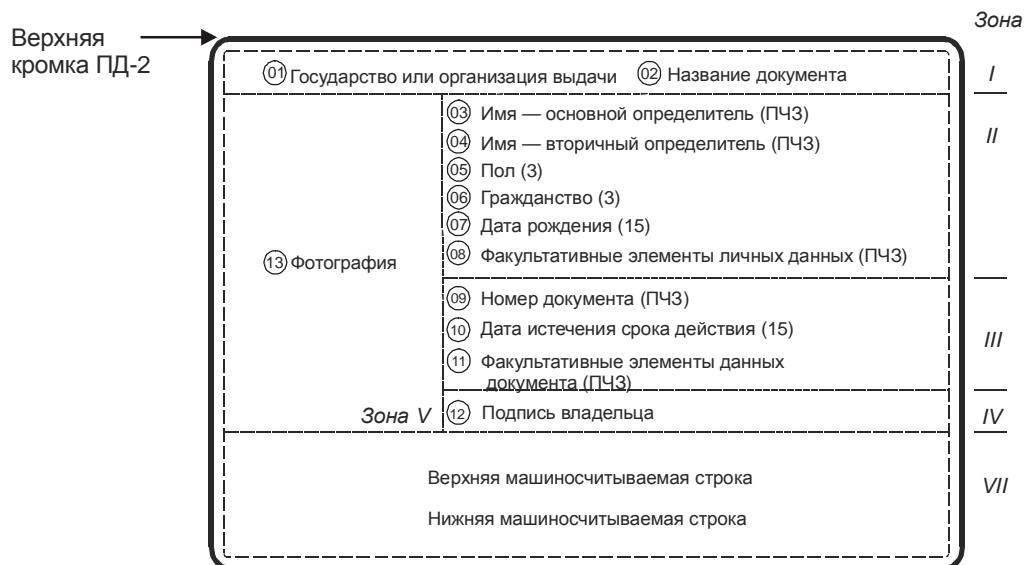 Зона
Верхняя
кромка ПД-2
01 Государство или организация выдачи 02 Название документа
I
03 Имя — основной определитель (ПЧЗ)
II
04 Имя — вторичный определитель (ПЧЗ)
05 Пол (3)
06 Гражданство (3)
07 Дата рождения (15)
08 Факультативные элементы личных данных (ПЧЗ)
13 Фотография
09 Номер документа (ПЧЗ)
10 Дата истечения срока действия (15)
III
11 Факультативные элементы данных
документа (ПЧЗ)
Зона V
12 Подпись владельца
IV
Верхняя машиносчитываемая строка
VII
Нижняя машиносчитываемая строка